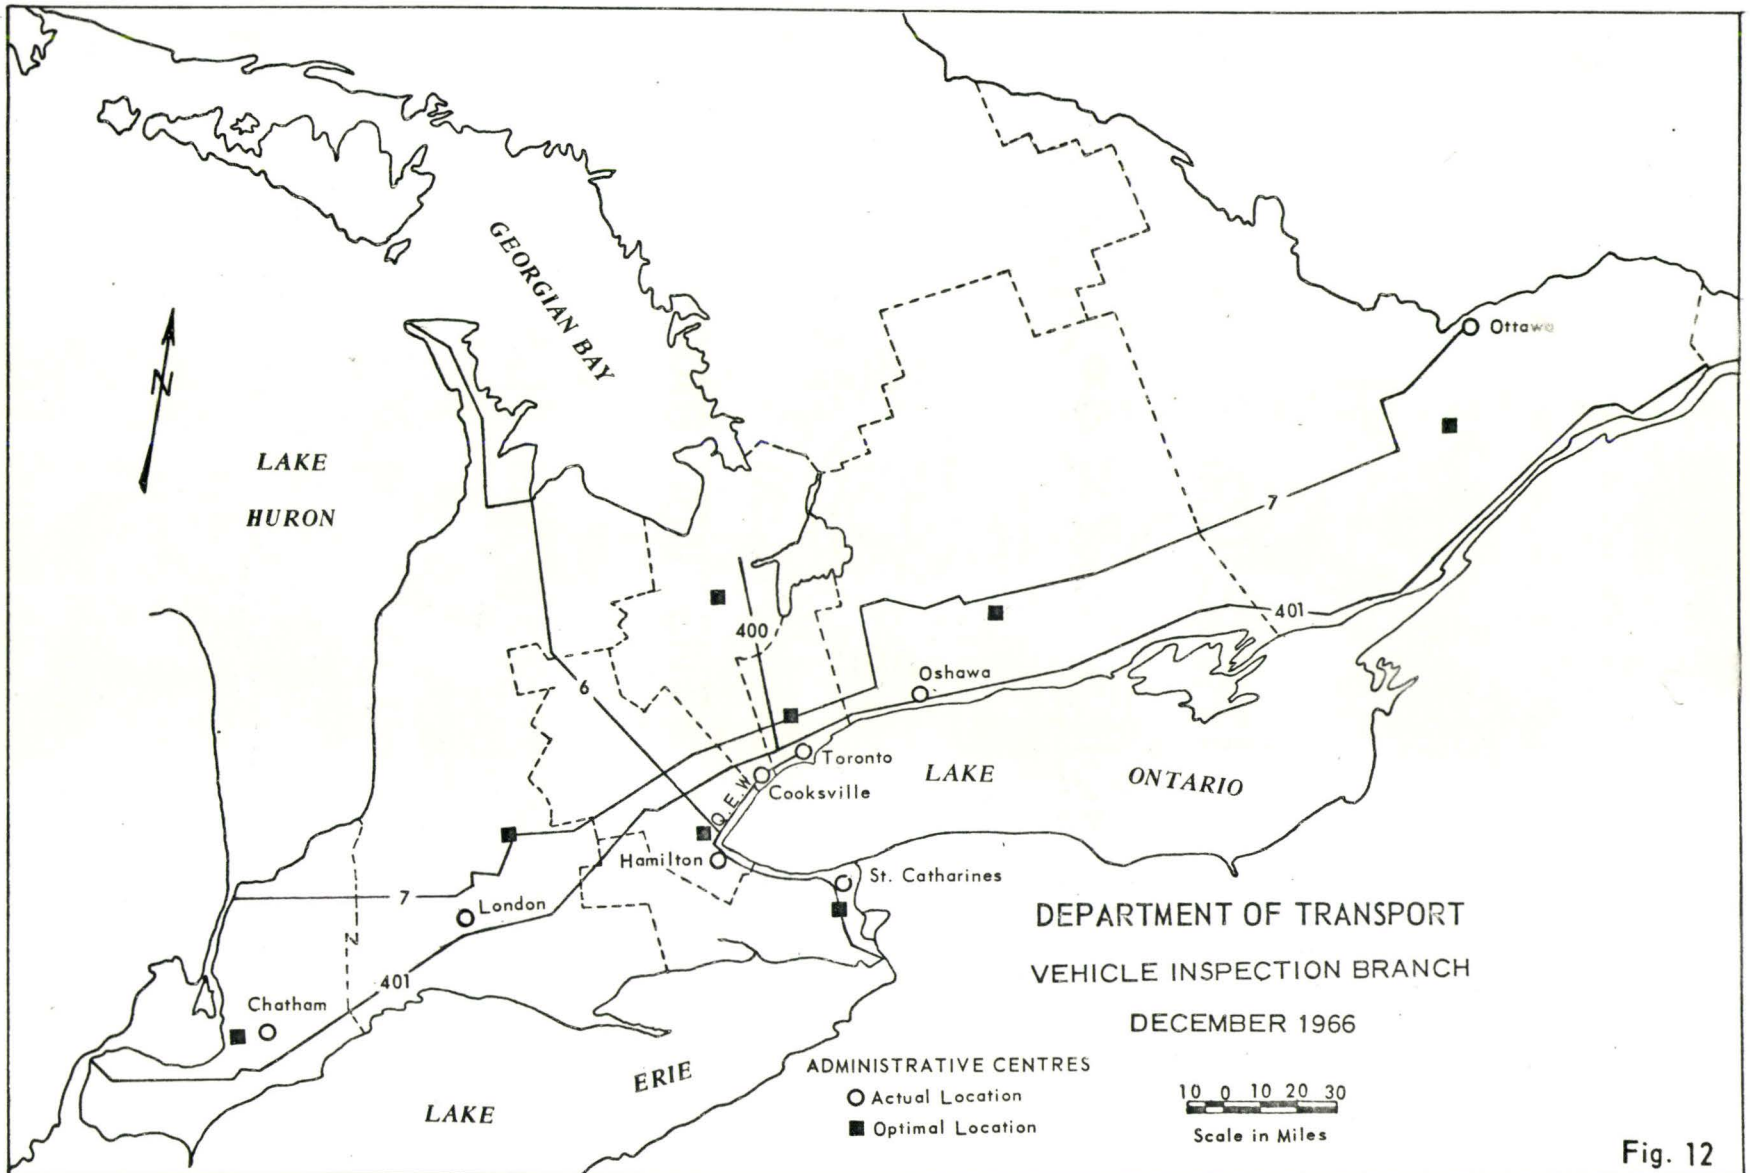 GEORGIAN BAY
Ottawa
N
LAKE
HURON
7
400
401
6
Oshawa
Toronto
LAKE ONTARIO
Q.E.W.
Cooksville
Hamilton
St. Catharines
7
London
401
Chatham
LAKE ERIE
DEPARTMENT OF TRANSPORT
VEHICLE INSPECTION BRANCH
DECEMBER 1966
ADMINISTRATIVE CENTRES
Actual Location
Optimal Location
10 0 10 20 30
Scale in Miles
Fig. 12